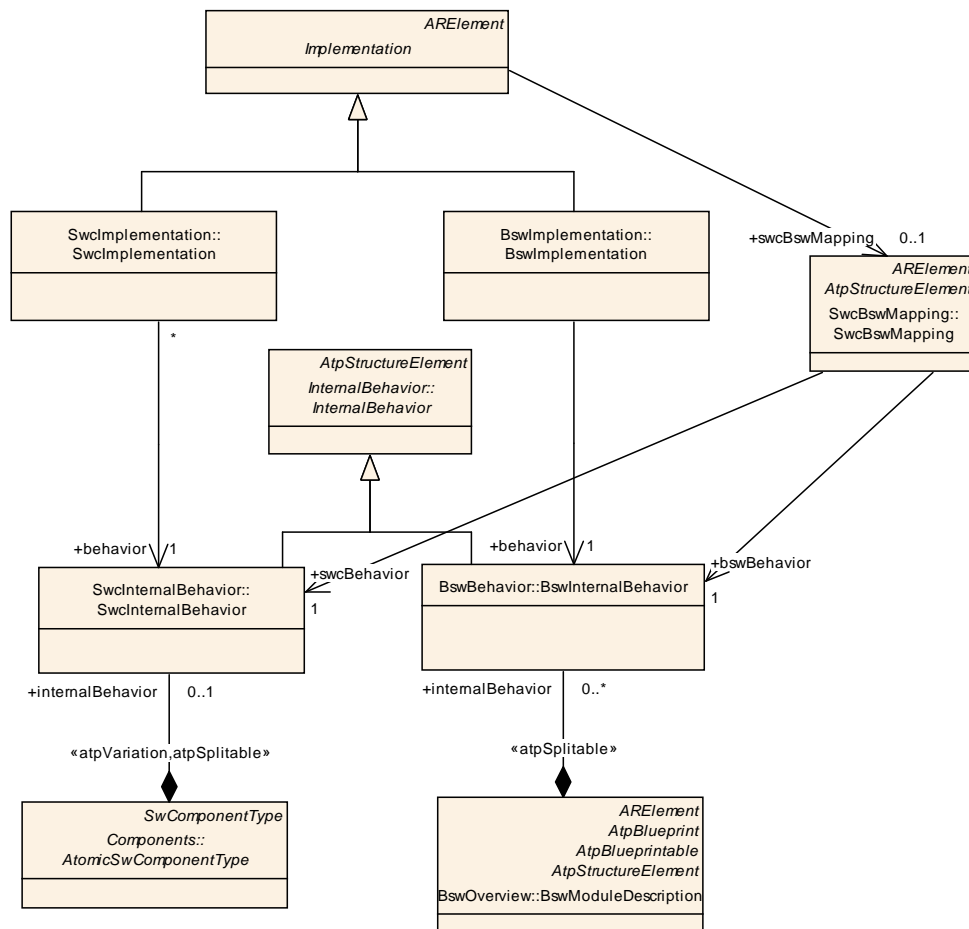 ARElement
Implementation
SwcImplementation::
SwcImplementation
BswImplementation::
BswImplementation
+swcBswMapping
0..1
ARElement
AtpStructureElement
SwcBswMapping::
SwcBswMapping
*
AtpStructureElement
InternalBehavior::
InternalBehavior
+behavior
1
+behavior
1
+swcBehavior
1
+bswBehavior
1
SwcInternalBehavior::
SwcInternalBehavior
BswBehavior::BswInternalBehavior
+internalBehavior
0..1
+internalBehavior
0..*
«atpVariation,atpSplitable»
«atpSplitable»
SwComponentType
Components::
AtomicSwComponentType
ARElement
AtpBlueprint
AtpBlueprintable
AtpStructureElement
BswOverview::BswModuleDescription